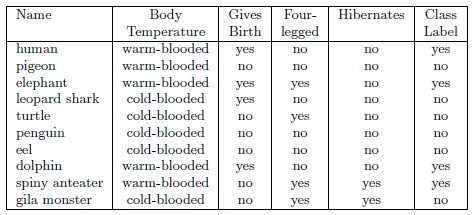 Name Body Gives Four- Hibernates Class
Temperature Birth legged Label
human warm-blooded yes no no yes
pigeon warm-blooded no no no no
elephant warm-blooded yes yes no yes
leopard shark cold-blooded yes no no no
turtle cold-blooded no yes no no
penguin cold-blooded no no no no
eel cold-blooded no no no no
dolphin warm-blooded yes no no yes
spiny anteater warm-blooded no yes yes yes
gila monster cold-blooded no yes yes no